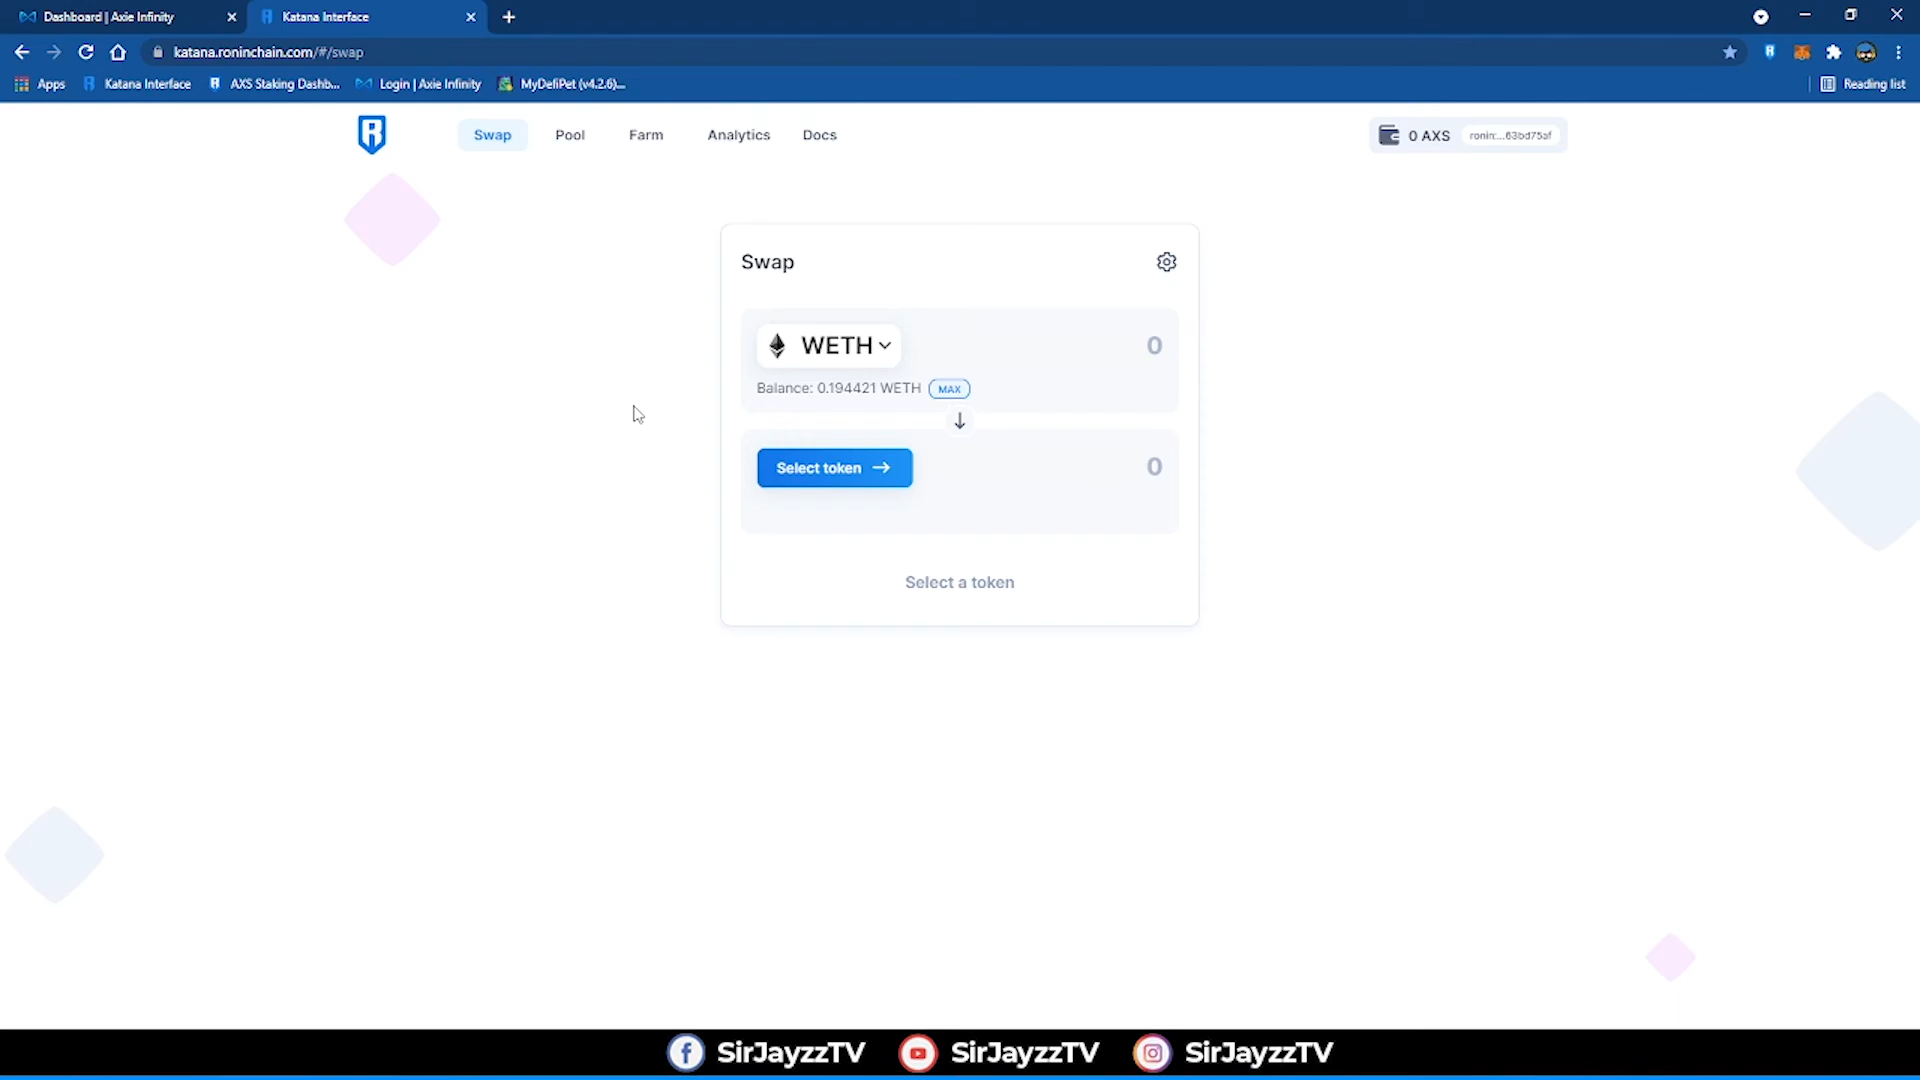 Dashboard | Axie Infinity
Katana Interface
katana.roninchain.com/#/swap
Apps
Katana Interface
AXS Staking Dashb...
Login | Axie Infinity
MyDefiPet (v4.2.6)...
Reading list
Swap
Pool
Farm
Analytics
Docs
0 AXS
ronin:...63bd75af
Swap
WETH
0
Balance: 0.194421 WETH
MAX
Select token
0
Select a token
SirJayzzTV
SirJayzzTV
SirJayzzTV